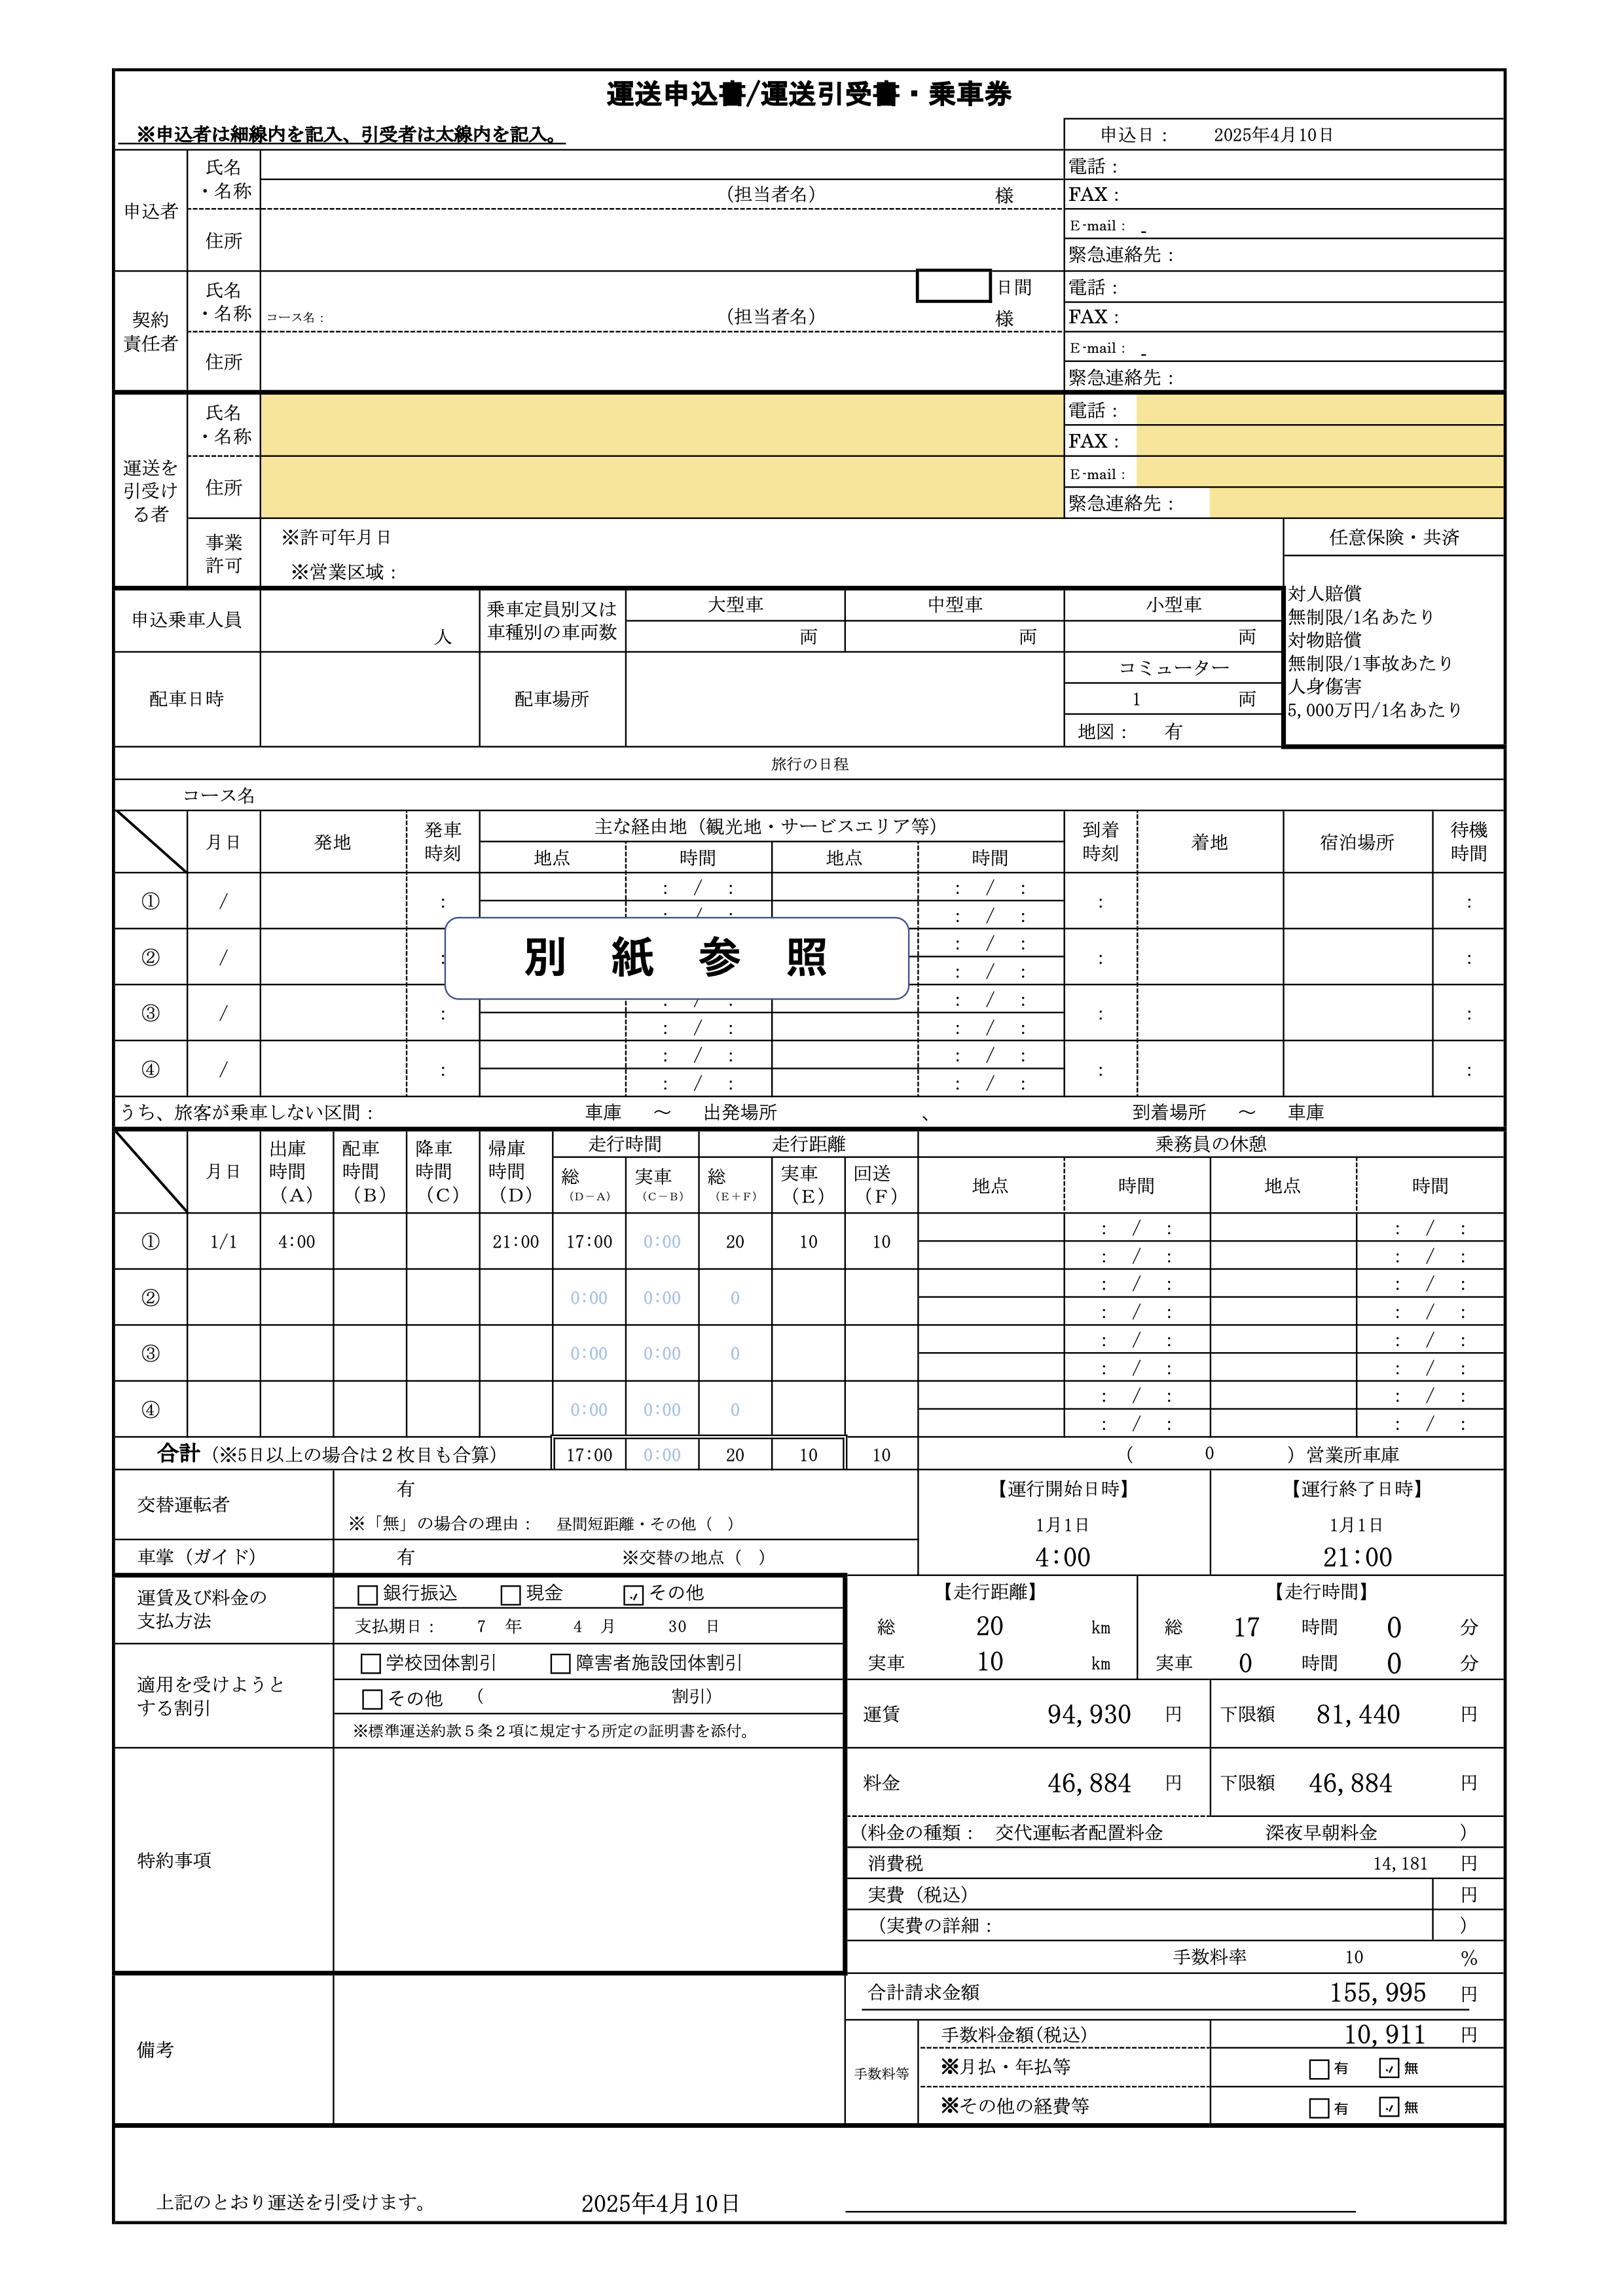 運送申込書/運送引受書・乗車券
※申込者は細線内を記入、引受者は太線内を記入。
申込日： 2025年4月10日
申込者
氏名
・名称
(担当者名) 様
住所
電話：
FAX：
E-mail： -
緊急連絡先：
契約
責任者
氏名
・名称
日間
コース名： (担当者名) 様
住所
電話：
FAX：
E-mail： -
緊急連絡先：
運送を
引受け
る者
氏名
・名称
住所
電話：
FAX：
E-mail：
緊急連絡先：
事業
許可
※許可年月日
※営業区域：
任意保険・共済
対人賠償
無制限/1名あたり
対物賠償
無制限/1事故あたり
人身傷害
5,000万円/1名あたり
申込乗車人員 人
乗車定員別又は
車種別の車両数
大型車 中型車 小型車
両 両 両
配車日時 配車場所
コミューター
1 両
地図： 有
旅行の日程
コース名
月日 発地 発車
時刻
主な経由地（観光地・サービスエリア等）
地点 時間 地点 時間
到着
時刻
着地 宿泊場所 待機
時間
① / : : / : : / : : :
: / : : / :
② / : : / : : :
: / :
③ / : : / : : / : : :
: / : : / :
④ / : : / : : / : : :
: / : : / :
別 紙 参 照
うち、旅客が乗車しない区間： 車庫 ～ 出発場所 、 到着場所 ～ 車庫
月日
出庫
時間
（A）
配車
時間
（B）
降車
時間
（C）
帰庫
時間
（D）
走行時間
総
（D－A）
実車
（C－B）
走行距離
総
（E＋F）
実車
（E）
回送
（F）
乗務員の休憩
地点 時間 地点 時間
① 1/1 4:00 21:00 17:00 0:00 20 10 10 : / : : / :
: / : : / :
② 0:00 0:00 0 : / : : / :
: / : : / :
③ 0:00 0:00 0 : / : : / :
: / : : / :
④ 0:00 0:00 0 : / : : / :
: / : : / :
合計（※5日以上の場合は２枚目も合算） 17:00 0:00 20 10 10 （ 0 ）営業所車庫
交替運転者
有
※「無」の場合の理由： 昼間短距離・その他（ ）
車掌（ガイド） 有 ※交替の地点（ ）
【運行開始日時】
1月1日
4:00
【運行終了日時】
1月1日
21:00
運賃及び料金の
支払方法
□銀行振込 □現金 ☑その他
支払期日： 7 年 4 月 30 日
適用を受けようと
する割引
□学校団体割引 □障害者施設団体割引
□その他 （ 割引）
※標準運送約款５条２項に規定する所定の証明書を添付。
【走行距離】
総 20 km
実車 10 km
【走行時間】
総 17 時間 0 分
実車 0 時間 0 分
運賃 94,930 円 下限額 81,440 円
料金 46,884 円 下限額 46,884 円
（料金の種類： 交代運転者配置料金 深夜早朝料金 ）
消費税 14,181 円
実費（税込） 円
（実費の詳細： ）
手数料率 10 %
特約事項
合計請求金額 155,995 円
備考
手数料等
手数料金額(税込) 10,911 円
※月払・年払等 □有 ☑無
※その他の経費等 □有 ☑無
上記のとおり運送を引受けます。 2025年4月10日